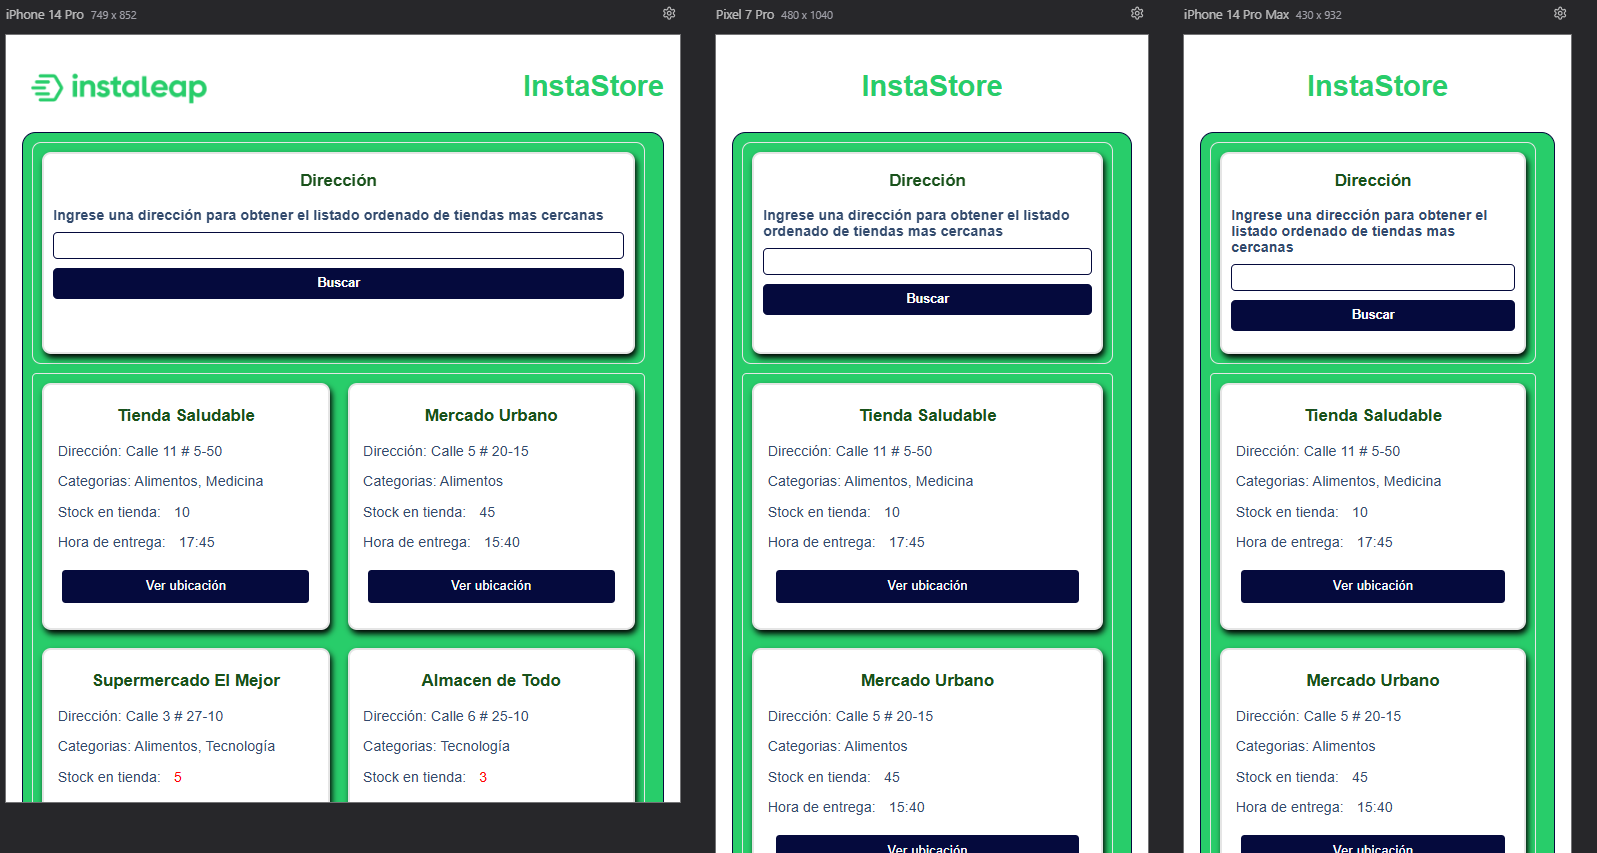 iPhone 14 Pro 749 x 852
instaleap InstaStore
Dirección
Ingrese una dirección para obtener el listado ordenado de tiendas mas cercanas
Buscar
Tienda Saludable
Dirección: Calle 11 # 5-50
Categorias: Alimentos, Medicina
Stock en tienda: 10
Hora de entrega: 17:45
Ver ubicación
Mercado Urbano
Dirección: Calle 5 # 20-15
Categorias: Alimentos
Stock en tienda: 45
Hora de entrega: 15:40
Ver ubicación
Supermercado El Mejor
Dirección: Calle 3 # 27-10
Categorias: Alimentos, Tecnología
Stock en tienda: 5
Almacen de Todo
Dirección: Calle 6 # 25-10
Categorias: Tecnología
Stock en tienda: 3
Pixel 7 Pro 480 x 1040
InstaStore
Dirección
Ingrese una dirección para obtener el listado
ordenado de tiendas mas cercanas
Buscar
Tienda Saludable
Dirección: Calle 11 # 5-50
Categorias: Alimentos, Medicina
Stock en tienda: 10
Hora de entrega: 17:45
Ver ubicación
Mercado Urbano
Dirección: Calle 5 # 20-15
Categorias: Alimentos
Stock en tienda: 45
Hora de entrega: 15:40
Ver ubicación
iPhone 14 Pro Max 430 x 932
InstaStore
Dirección
Ingrese una dirección para obtener el
listado ordenado de tiendas mas
cercanas
Buscar
Tienda Saludable
Dirección: Calle 11 # 5-50
Categorias: Alimentos, Medicina
Stock en tienda: 10
Hora de entrega: 17:45
Ver ubicación
Mercado Urbano
Dirección: Calle 5 # 20-15
Categorias: Alimentos
Stock en tienda: 45
Hora de entrega: 15:40
Ver ubicación